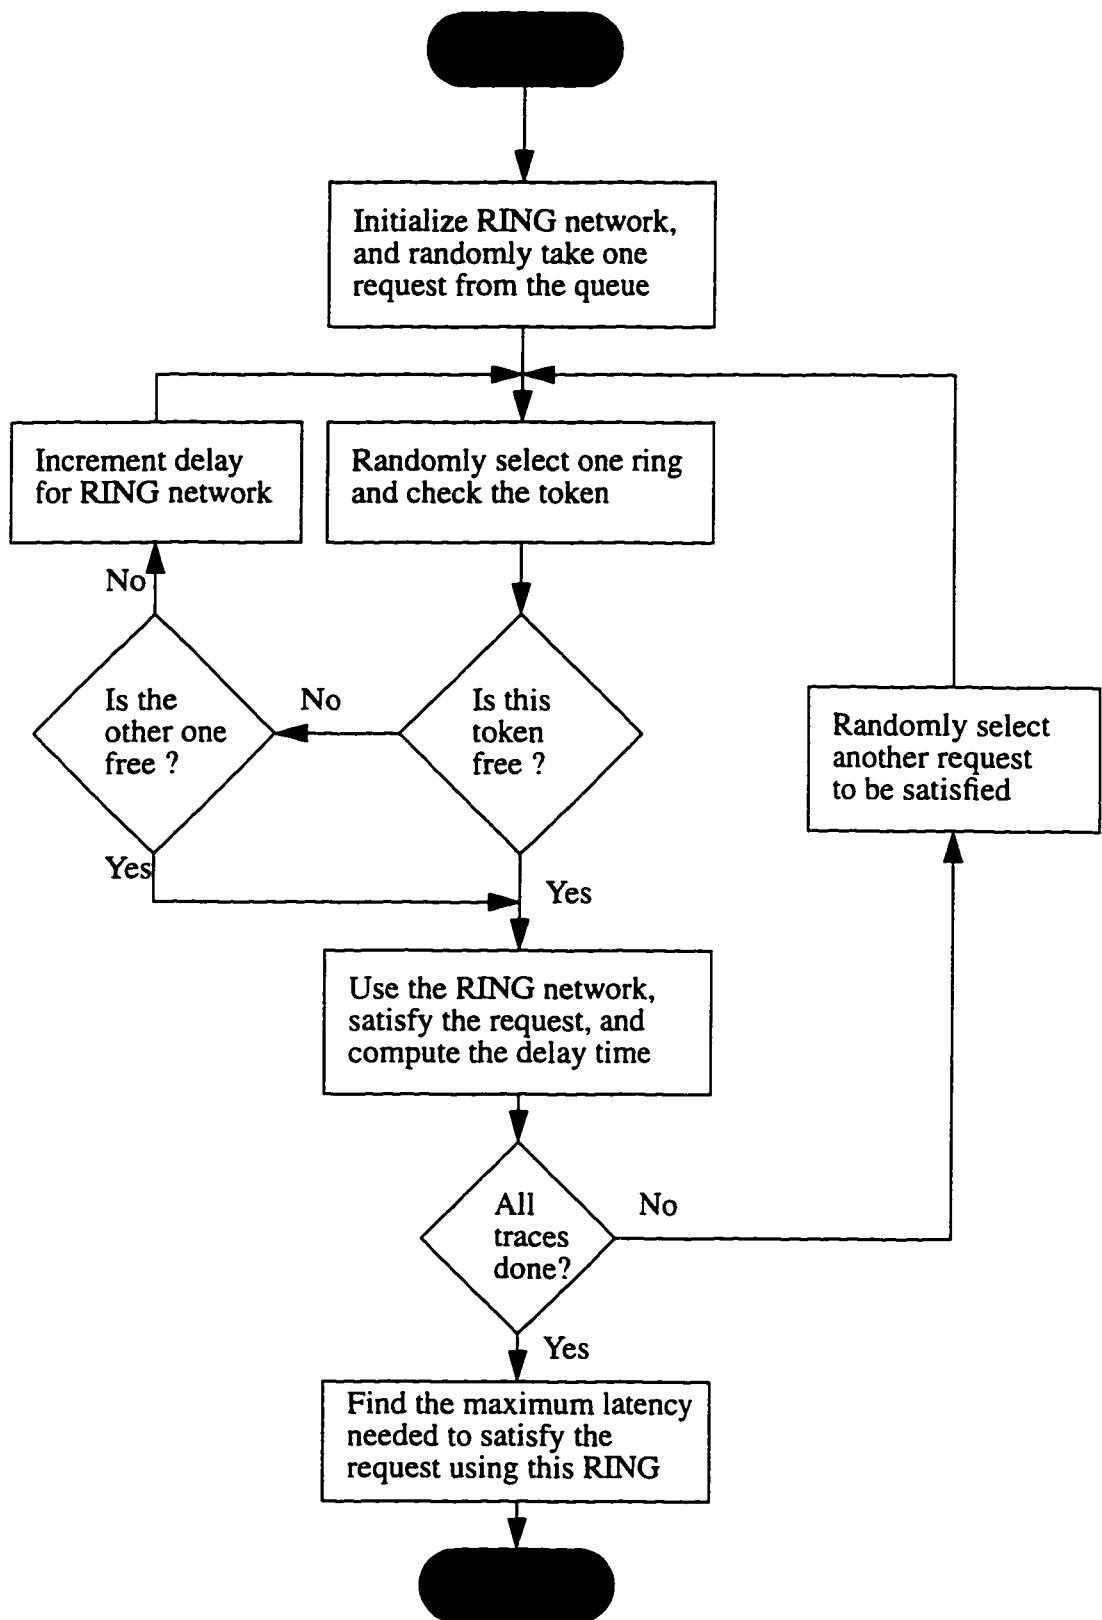 Initialize RING network,
and randomly take one
request from the queue
Increment delay
for RING network
Randomly select one ring
and check the token
No
Is the
other one
free ?
No
Is this
token
free ?
Randomly select
another request
to be satisfied
Yes
Yes
Use the RING network,
satisfy the request, and
compute the delay time
All
traces
done?
No
Yes
Find the maximum latency
needed to satisfy the
request using this RING